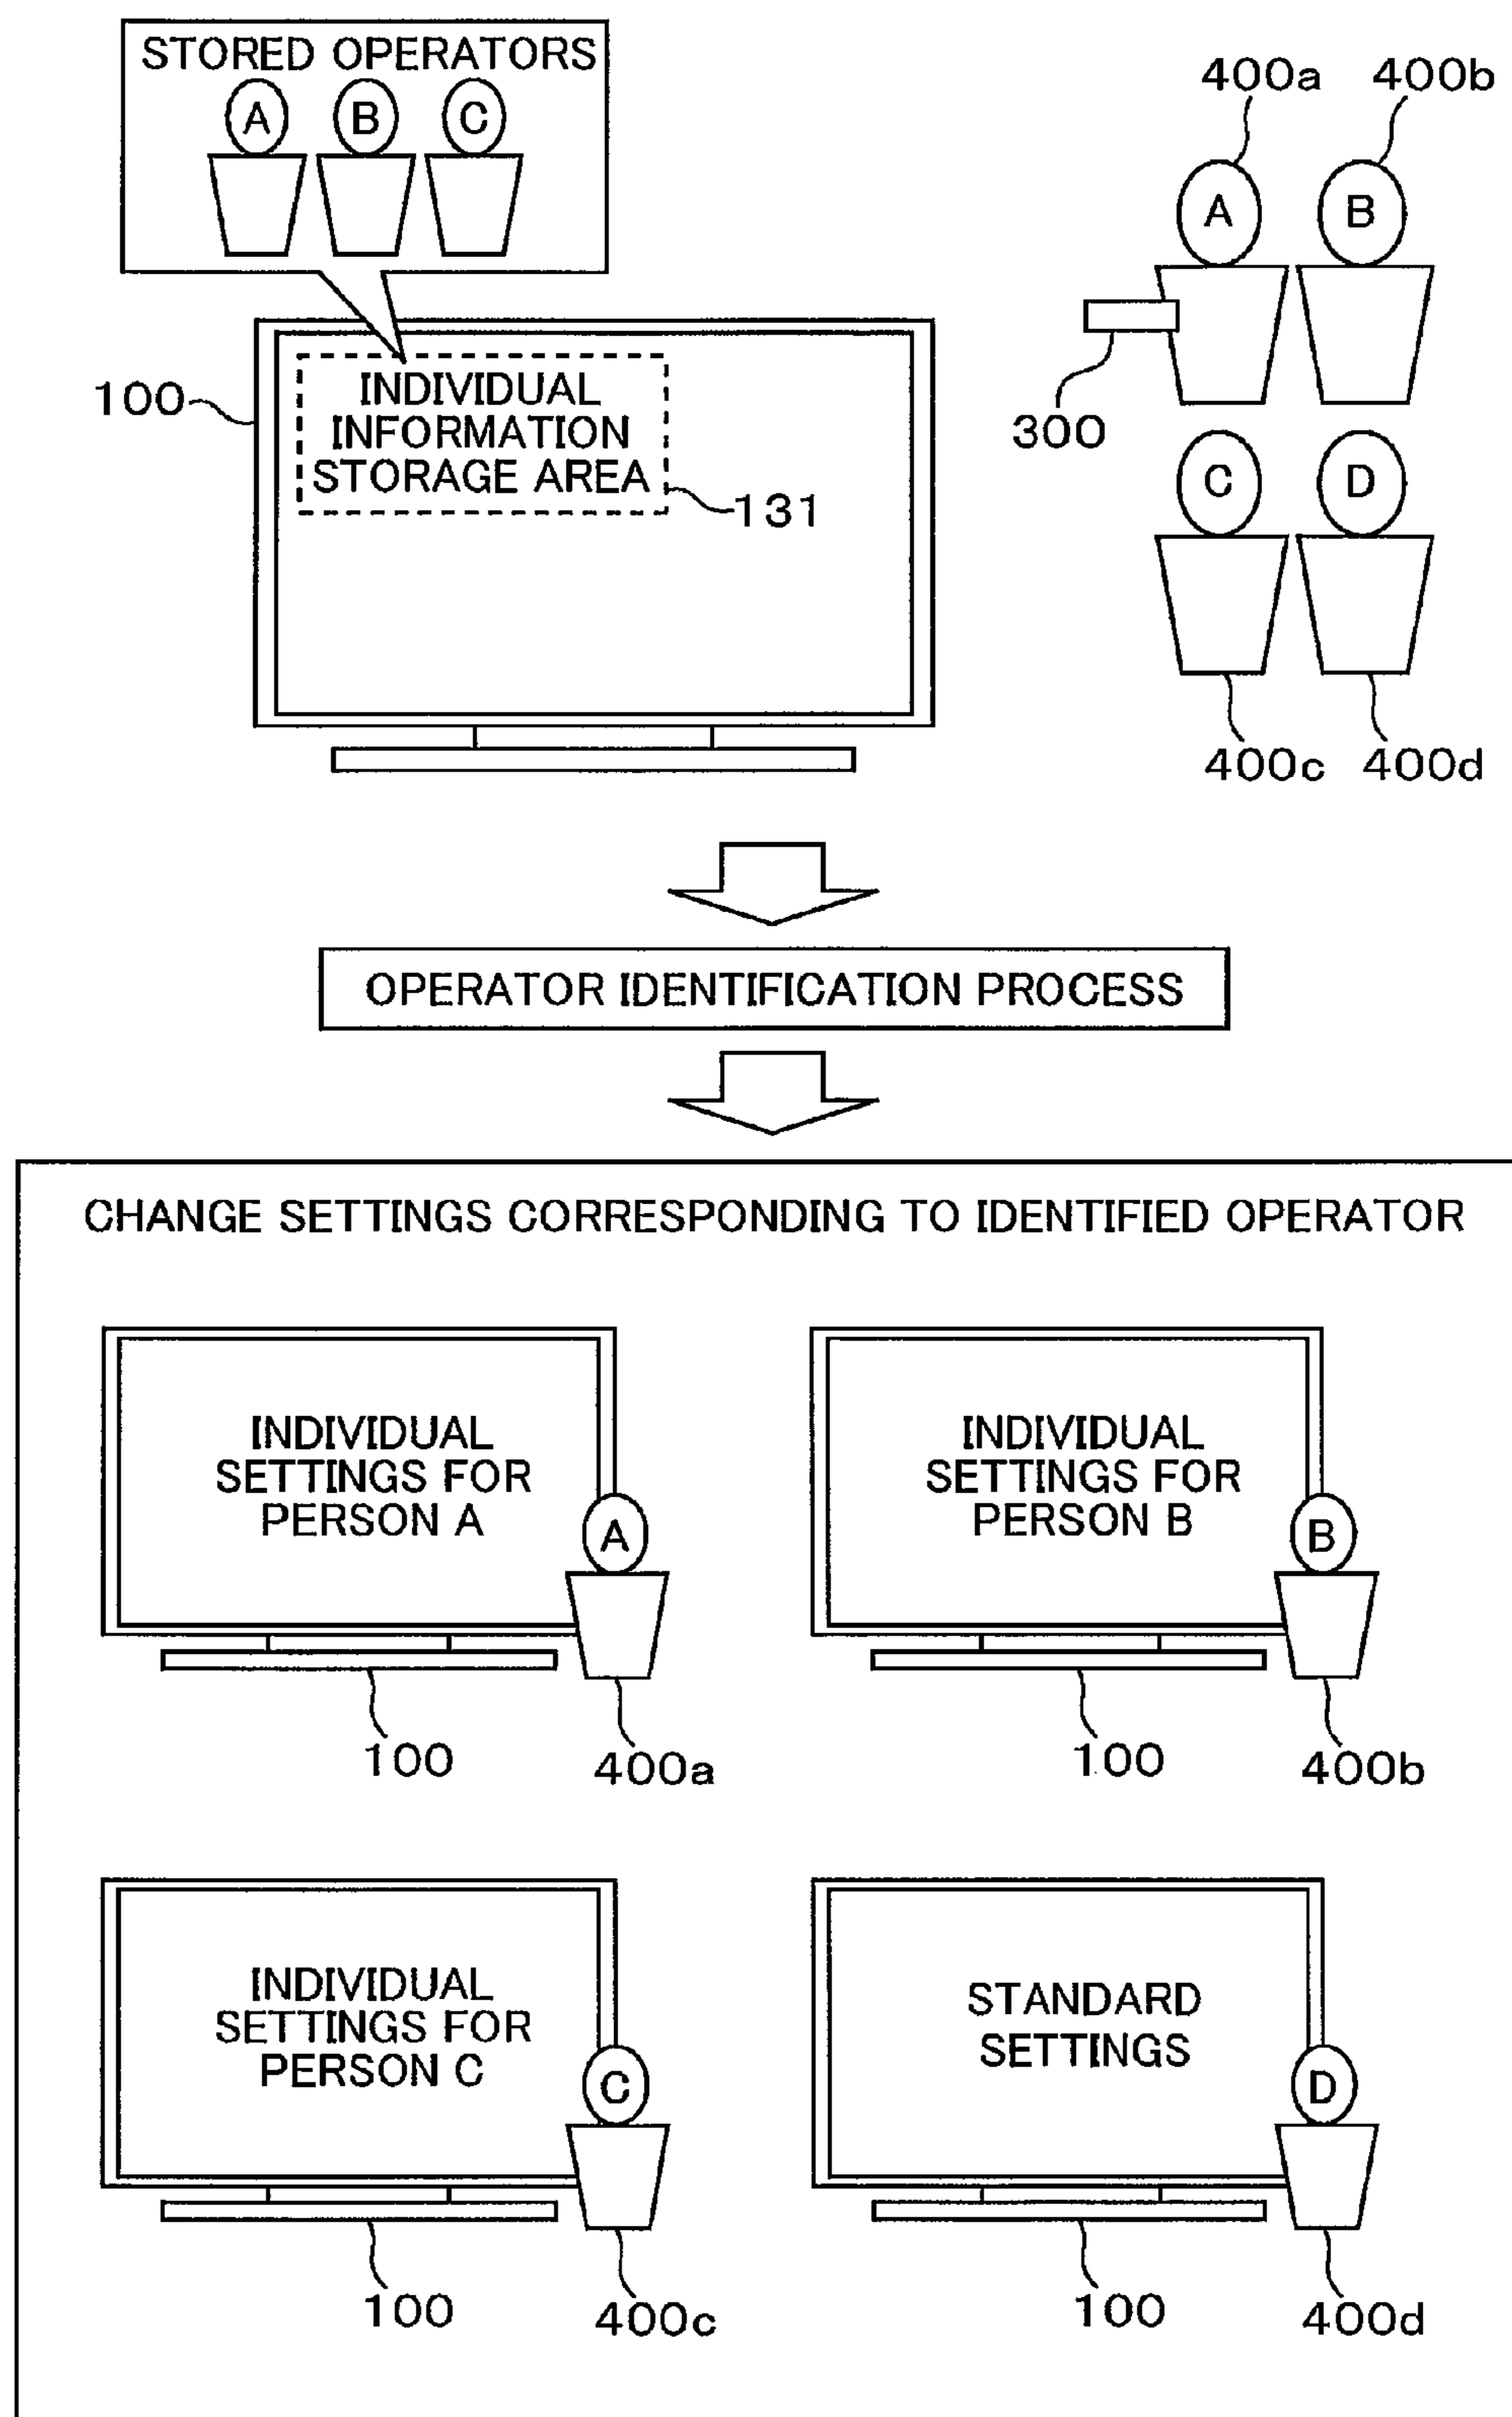 STORED OPERATORS
A B C
400a 400b
A B
100
INDIVIDUAL
INFORMATION
STORAGE AREA
131
300
C D
400c 400d
OPERATOR IDENTIFICATION PROCESS
CHANGE SETTINGS CORRESPONDING TO IDENTIFIED OPERATOR
INDIVIDUAL
SETTINGS FOR
PERSON A
A
100
400a
INDIVIDUAL
SETTINGS FOR
PERSON B
B
100
400b
INDIVIDUAL
SETTINGS FOR
PERSON C
C
100
400c
STANDARD
SETTINGS
D
100
400d